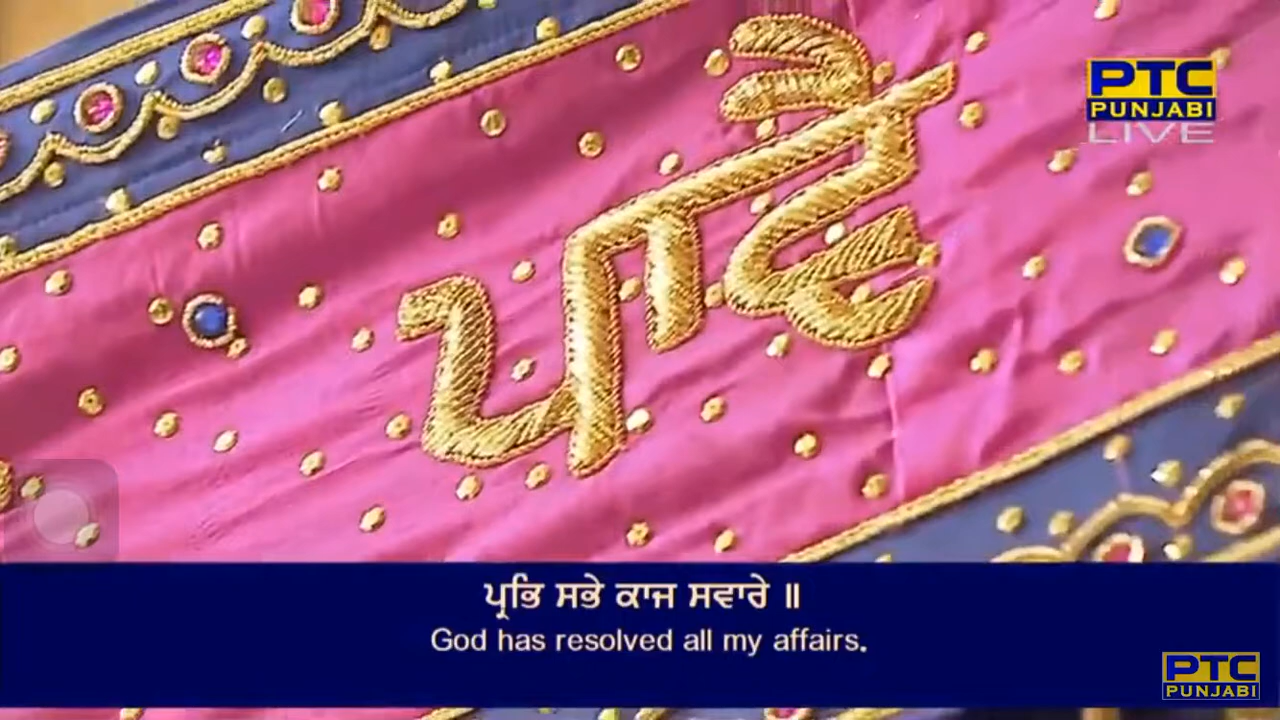 PTC
PUNJABI
LIVE
ਪਾਵੈ
ਪ੍ਰਭਿ ਸਭੇ ਕਾਜ ਸਵਾਰੇ ॥
God has resolved all my affairs.
PTC
PUNJABI